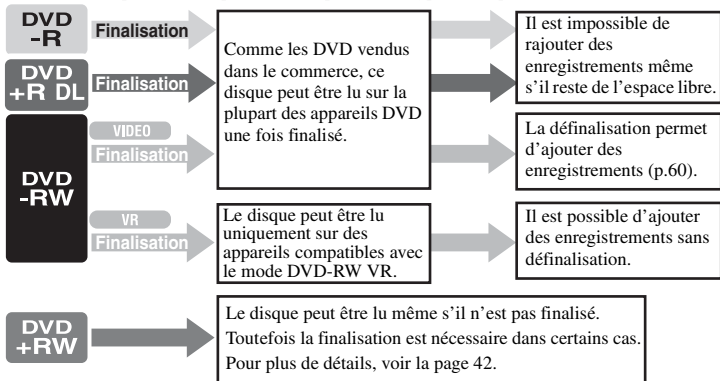 DVD
-R
Finalisation
DVD
+R DL
Finalisation
Comme les DVD vendus
dans le commerce, ce
disque peut être lu sur la
plupart des appareils DVD
une fois finalisé.
Il est impossible de
rajouter des
enregistrements même
s'il reste de l'espace libre.
DVD
-RW
VIDEO
Finalisation
La définalisation permet
d'ajouter des
enregistrements (p.60).
VR
Finalisation
Le disque peut être lu
uniquement sur des
appareils compatibles avec
le mode DVD-RW VR.
Il est possible d'ajouter
des enregistrements sans
définalisation.
DVD
+RW
Le disque peut être lu même s'il n'est pas finalisé.
Toutefois la finalisation est nécessaire dans certains cas.
Pour plus de détails, voir la page 42.